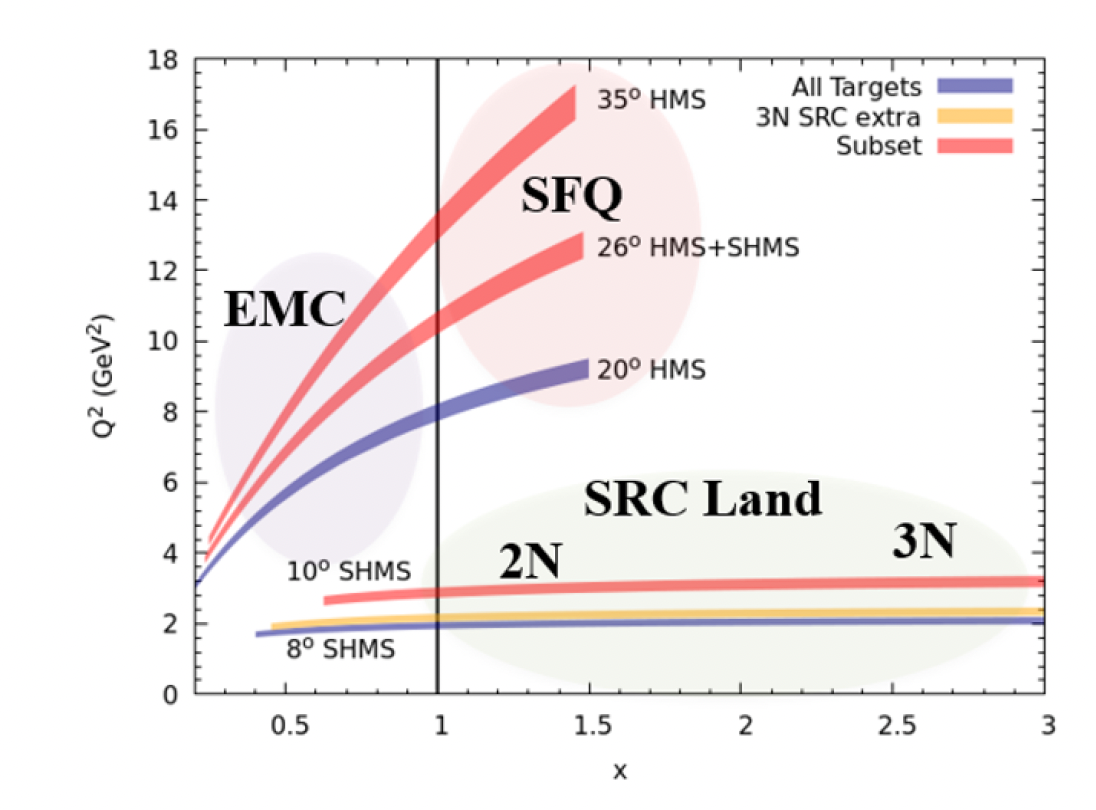 18
16
14
12
10
8
6
4
2
0
Q² (GeV²)
0.5
1
1.5
2
2.5
3
x
All Targets
3N SRC extra
Subset
35° HMS
SFQ
26° HMS+SHMS
EMC
20° HMS
SRC Land
2N
3N
10° SHMS
8° SHMS